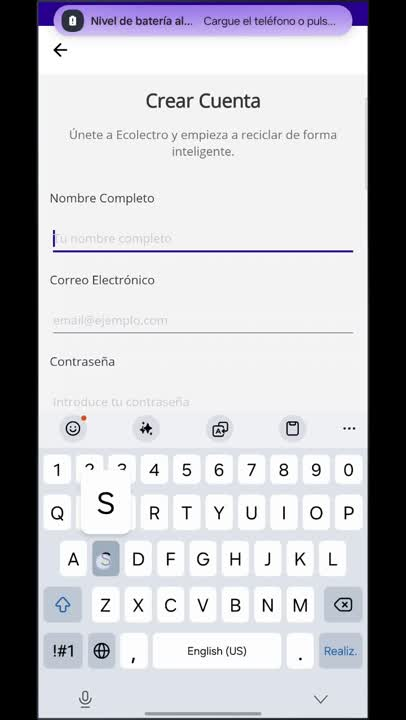 Nivel de batería al... Cargue el teléfono o puls...
Crear Cuenta
Únete a Ecolectro y empieza a reciclar de forma
inteligente.
Nombre Completo
Tu nombre completo
Correo Electrónico
email@ejemplo.com
Contraseña
Introduce tu contraseña
1 2 3 4 5 6 7 8 9 0
Q R T Y U I O P
S
A S D F G H J K L
Z X C V B N M
!#1 , English (US) . Realiz.